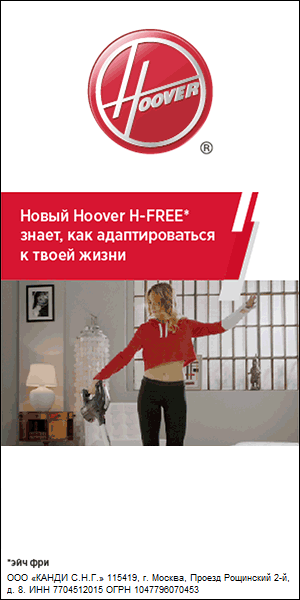 HOOVER
®
Новый Hoover H-FREE*
знает, как адаптироваться
к твоей жизни
*эйч фри
ООО «КАНДИ С.Н.Г.» 115419, г. Москва, Проезд Рощинский 2-й,
д. 8. ИНН 7704512015 ОГРН 1047796070453